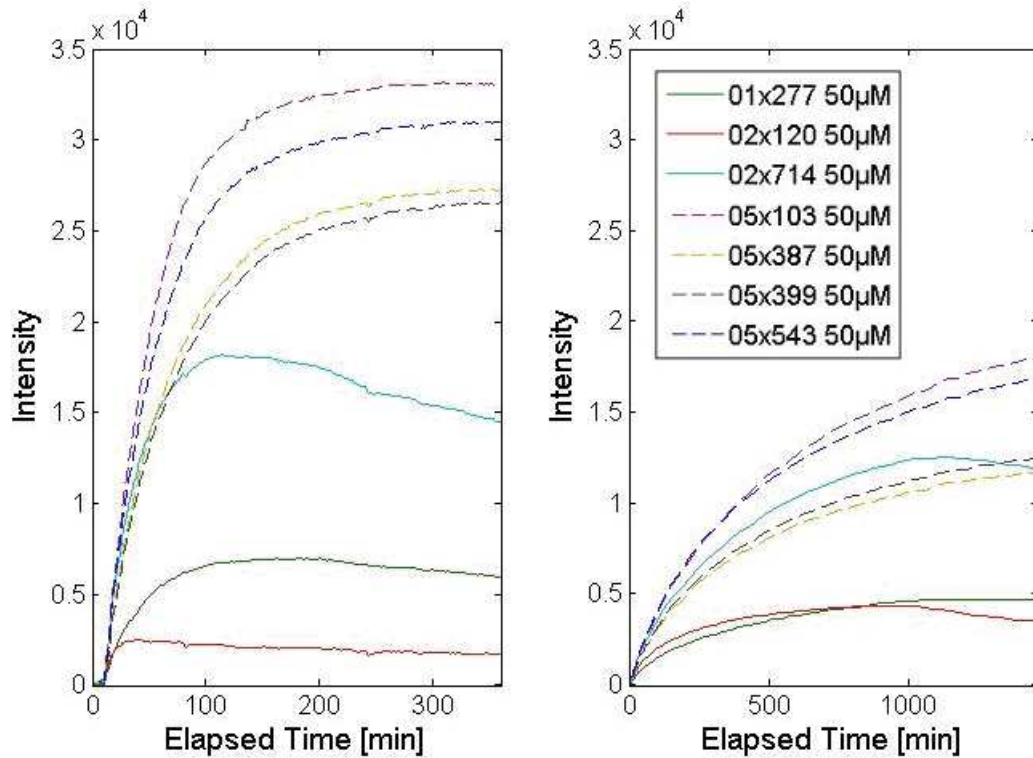 x 10⁴
3.5
3
2.5
2
1.5
1
0.5
0
0 100 200 300
Intensity
Elapsed Time [min]
x 10⁴
3.5
3
2.5
2
1.5
1
0.5
0
0 500 1000
Intensity
Elapsed Time [min]
01x277 50µM
02x120 50µM
02x714 50µM
05x103 50µM
05x387 50µM
05x399 50µM
05x543 50µM